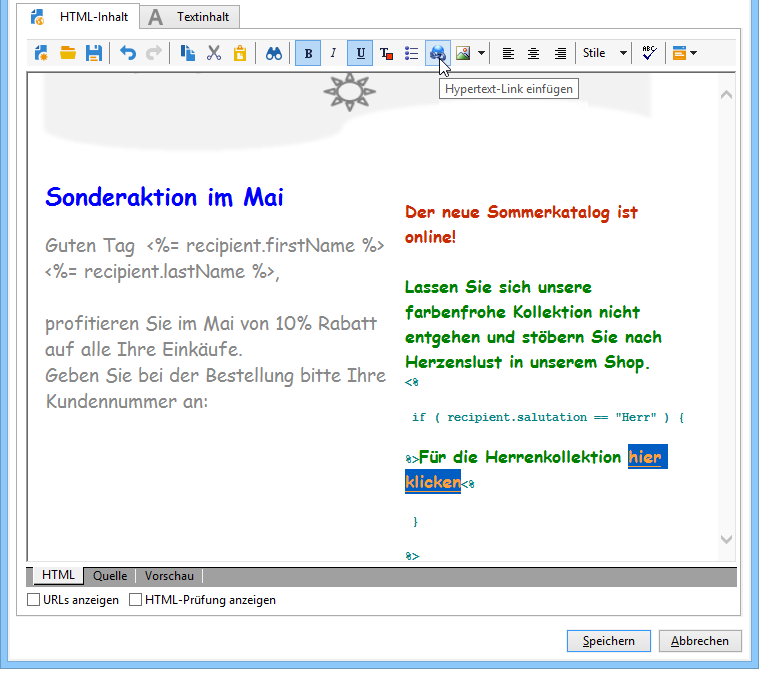 HTML-Inhalt
Textinhalt
B I U T Stile ABC
Hypertext-Link einfügen
Sonderaktion im Mai
Guten Tag <%= recipient.firstName %>
<%= recipient.lastName %>,
profitieren Sie im Mai von 10% Rabatt
auf alle Ihre Einkäufe.
Geben Sie bei der Bestellung bitte Ihre
Kundennummer an:
Der neue Sommerkatalog ist
online!
Lassen Sie sich unsere
farbenfrohe Kollektion nicht
entgehen und stöbern Sie nach
Herzenslust in unserem Shop.
<%
if ( recipient.salutation == "Herr" ) {
%>Für die Herrenkollektion hier
klicken<%
}
%>
HTML Quelle Vorschau
URLs anzeigen HTML-Prüfung anzeigen
Speichern Abbrechen